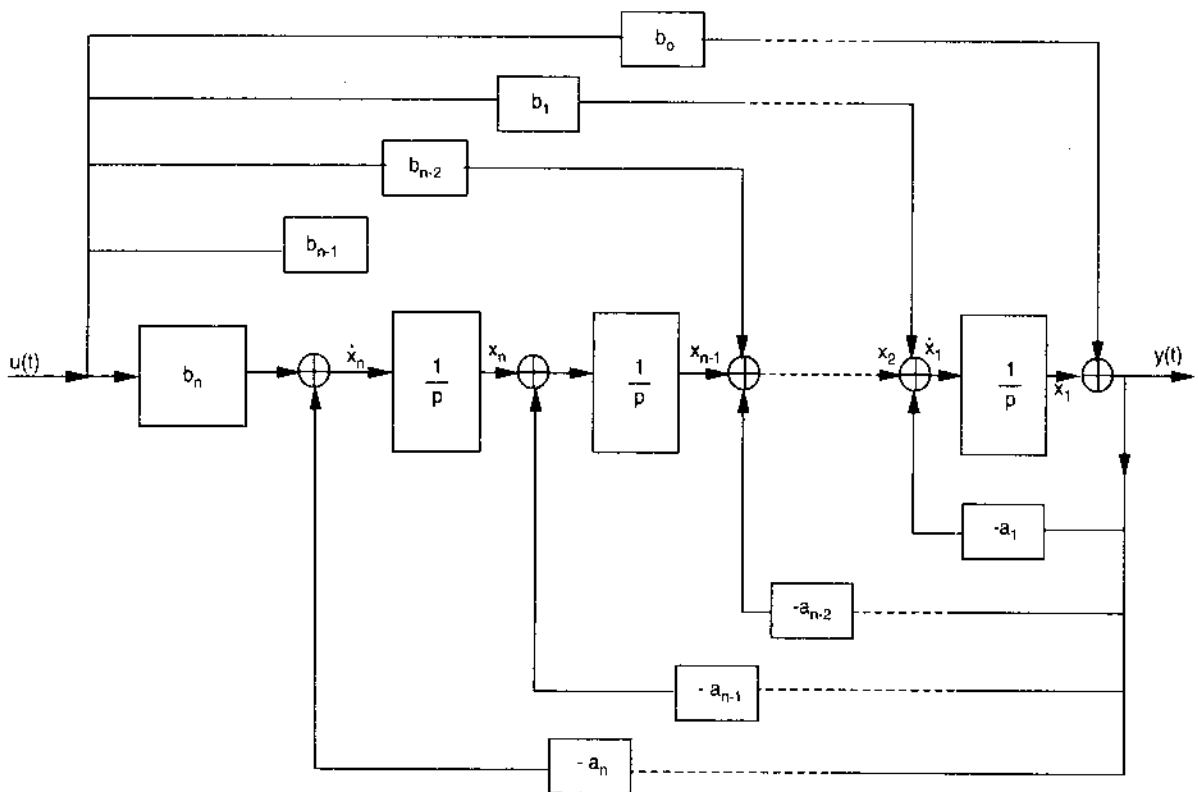 b₀
b₁
bₙ₋₂
bₙ₋₁
u(t)
bₙ
ẋₙ
1/p
xₙ
1/p
xₙ₋₁
x₂
ẋ₁
1/p
x₁
y(t)
-a₁
-aₙ₋₂
- aₙ₋₁
- aₙ